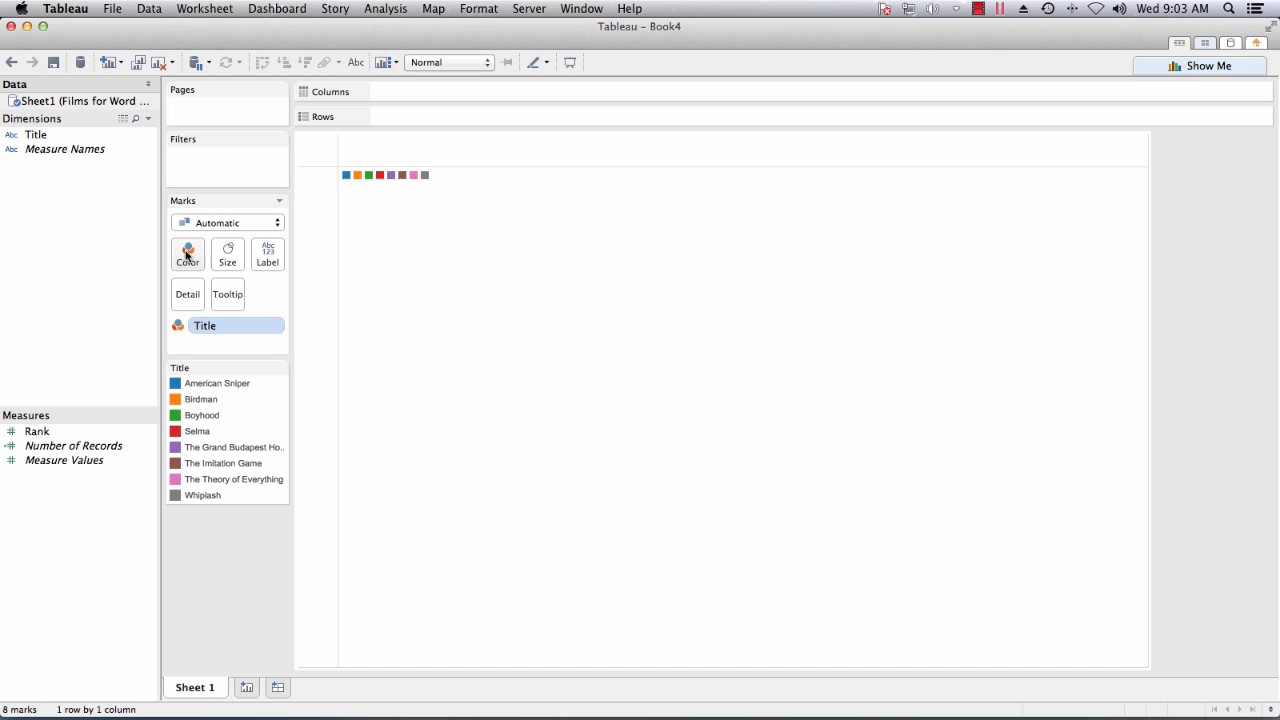 Tableau File Data Worksheet Dashboard Story Analysis Map Format Server Window Help Wed 9:03 AM
Tableau - Book4
Abc Normal Show Me
Data
Sheet1 (Films for Word ...
Dimensions
Abc Title
Abc Measure Names
Measures
Rank
Number of Records
Measure Values
Pages
Filters
Marks
Automatic
Color Size Abc 123 Label
Detail Tooltip
Title
Title
American Sniper
Birdman
Boyhood
Selma
The Grand Budapest Ho..
The Imitation Game
The Theory of Everything
Whiplash
Columns
Rows
Sheet 1
8 marks 1 row by 1 column